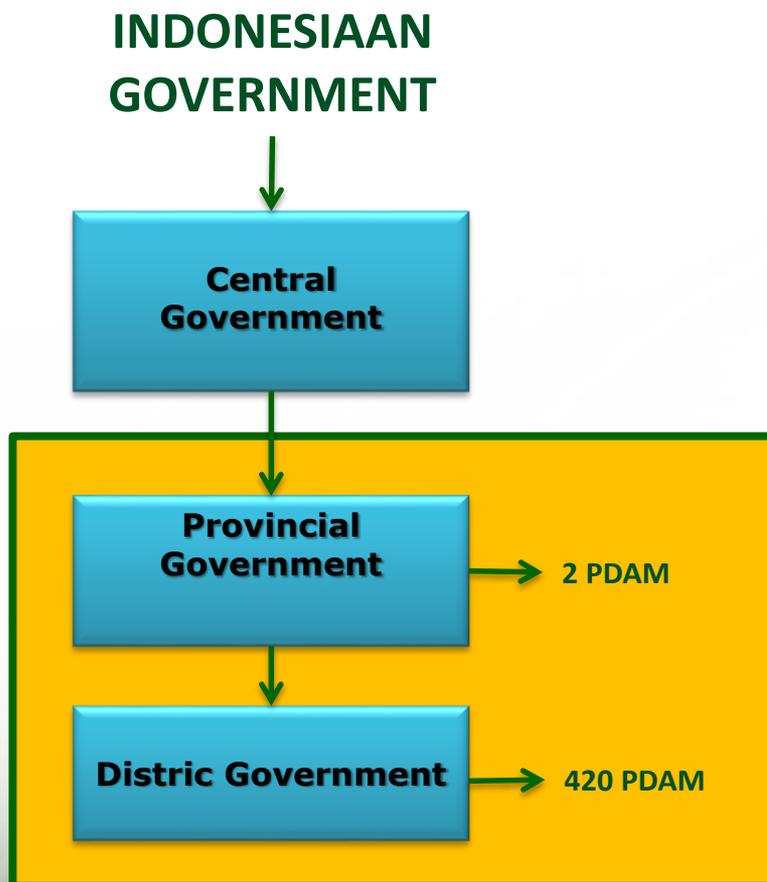 INDONESIAAN
GOVERNMENT
Central
Government
Provincial
Government
2 PDAM
Distric Government
420 PDAM